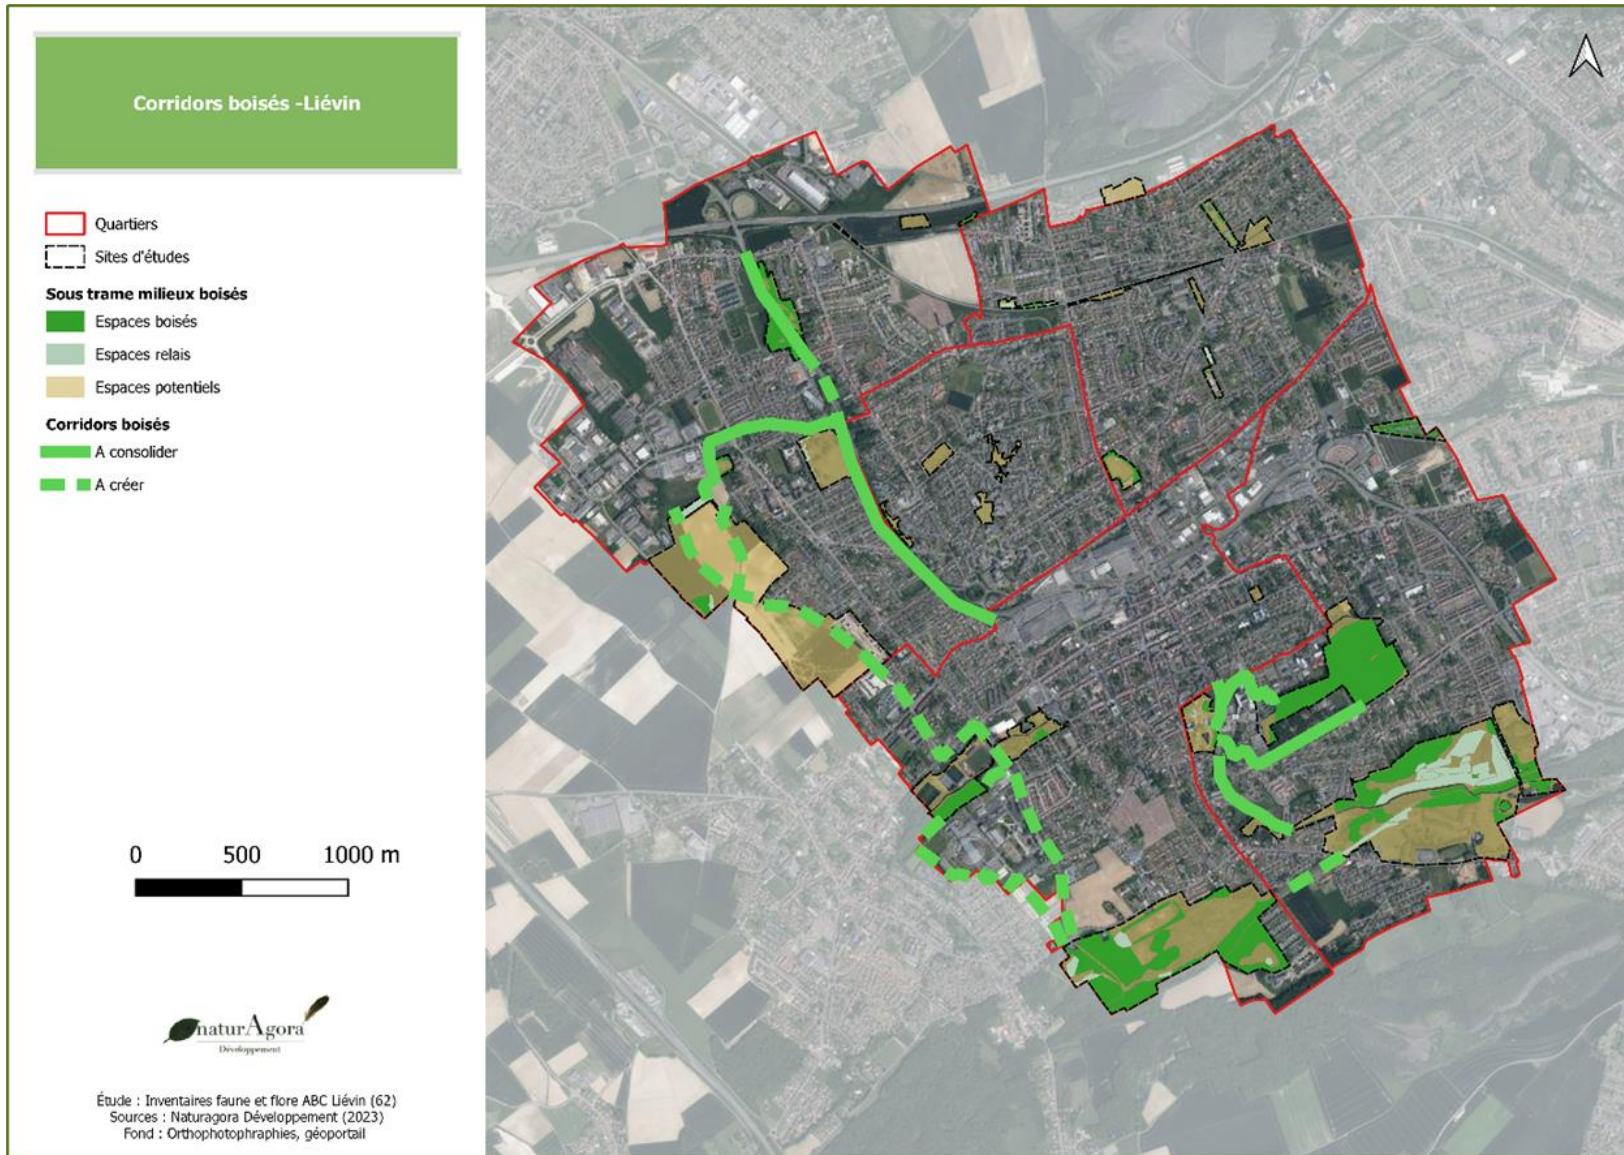 Corridors boisés -Liévin
Quartiers
Sites d'études
Sous trame milieux boisés
Espaces boisés
Espaces relais
Espaces potentiels
Corridors boisés
A consolider
A créer
0 500 1000 m
naturAgora
Développement
Étude : Inventaires faune et flore ABC Liévin (62)
Sources : Naturagora Développement (2023)
Fond : Orthophotophraphies, géoportail